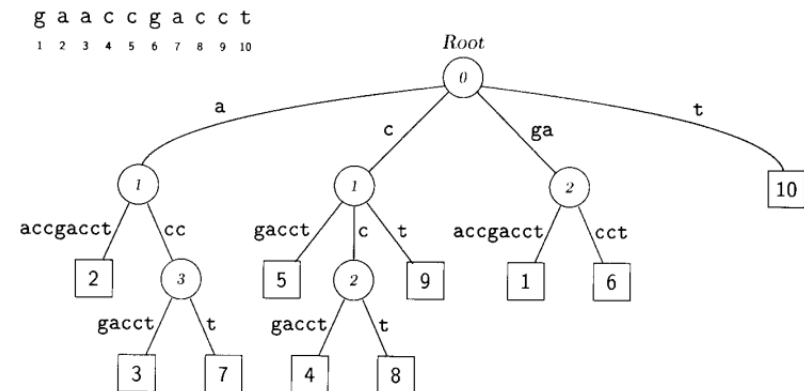 g a a c c g a c c t
1 2 3 4 5 6 7 8 9 10
Root
0
a c ga t
1 1 2 10
accgacct cc gacct c t accgacct cct
2 3 5 2 9 1 6
gacct t gacct t
3 7 4 8